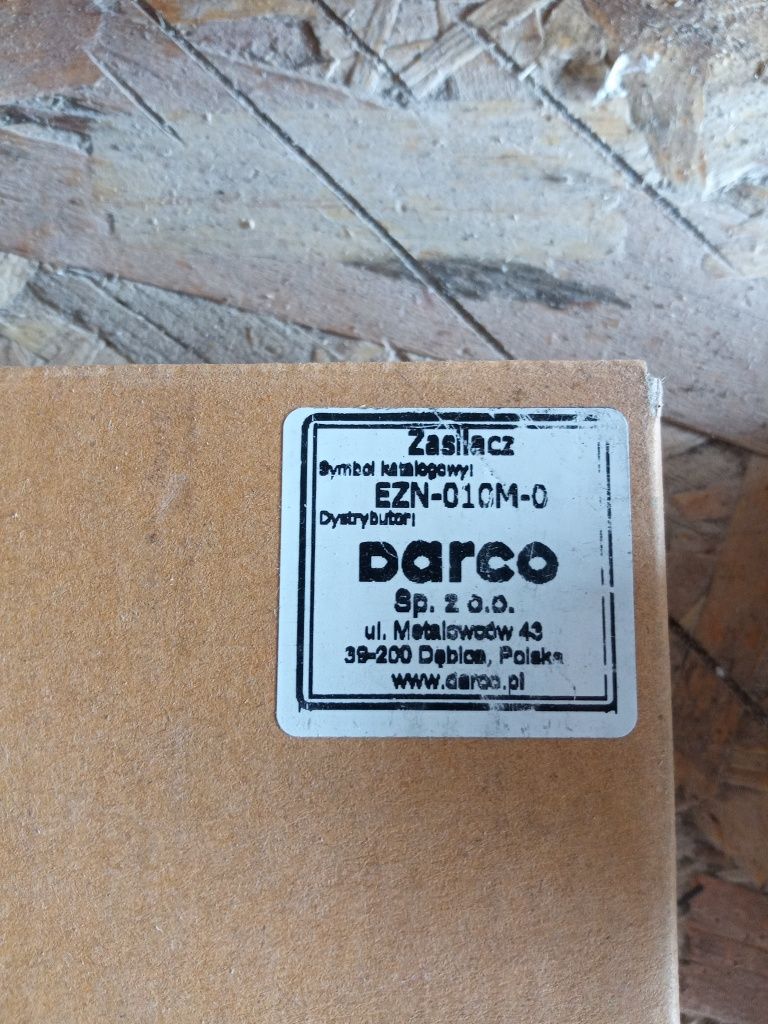 Zasilacz
Symbol katalogowy:
EZN-010M-0
Dystrybutor:
Darco
Sp. z o.o.
ul. Metalowców 43
39-200 Dębica, Polska
www.darco.pl